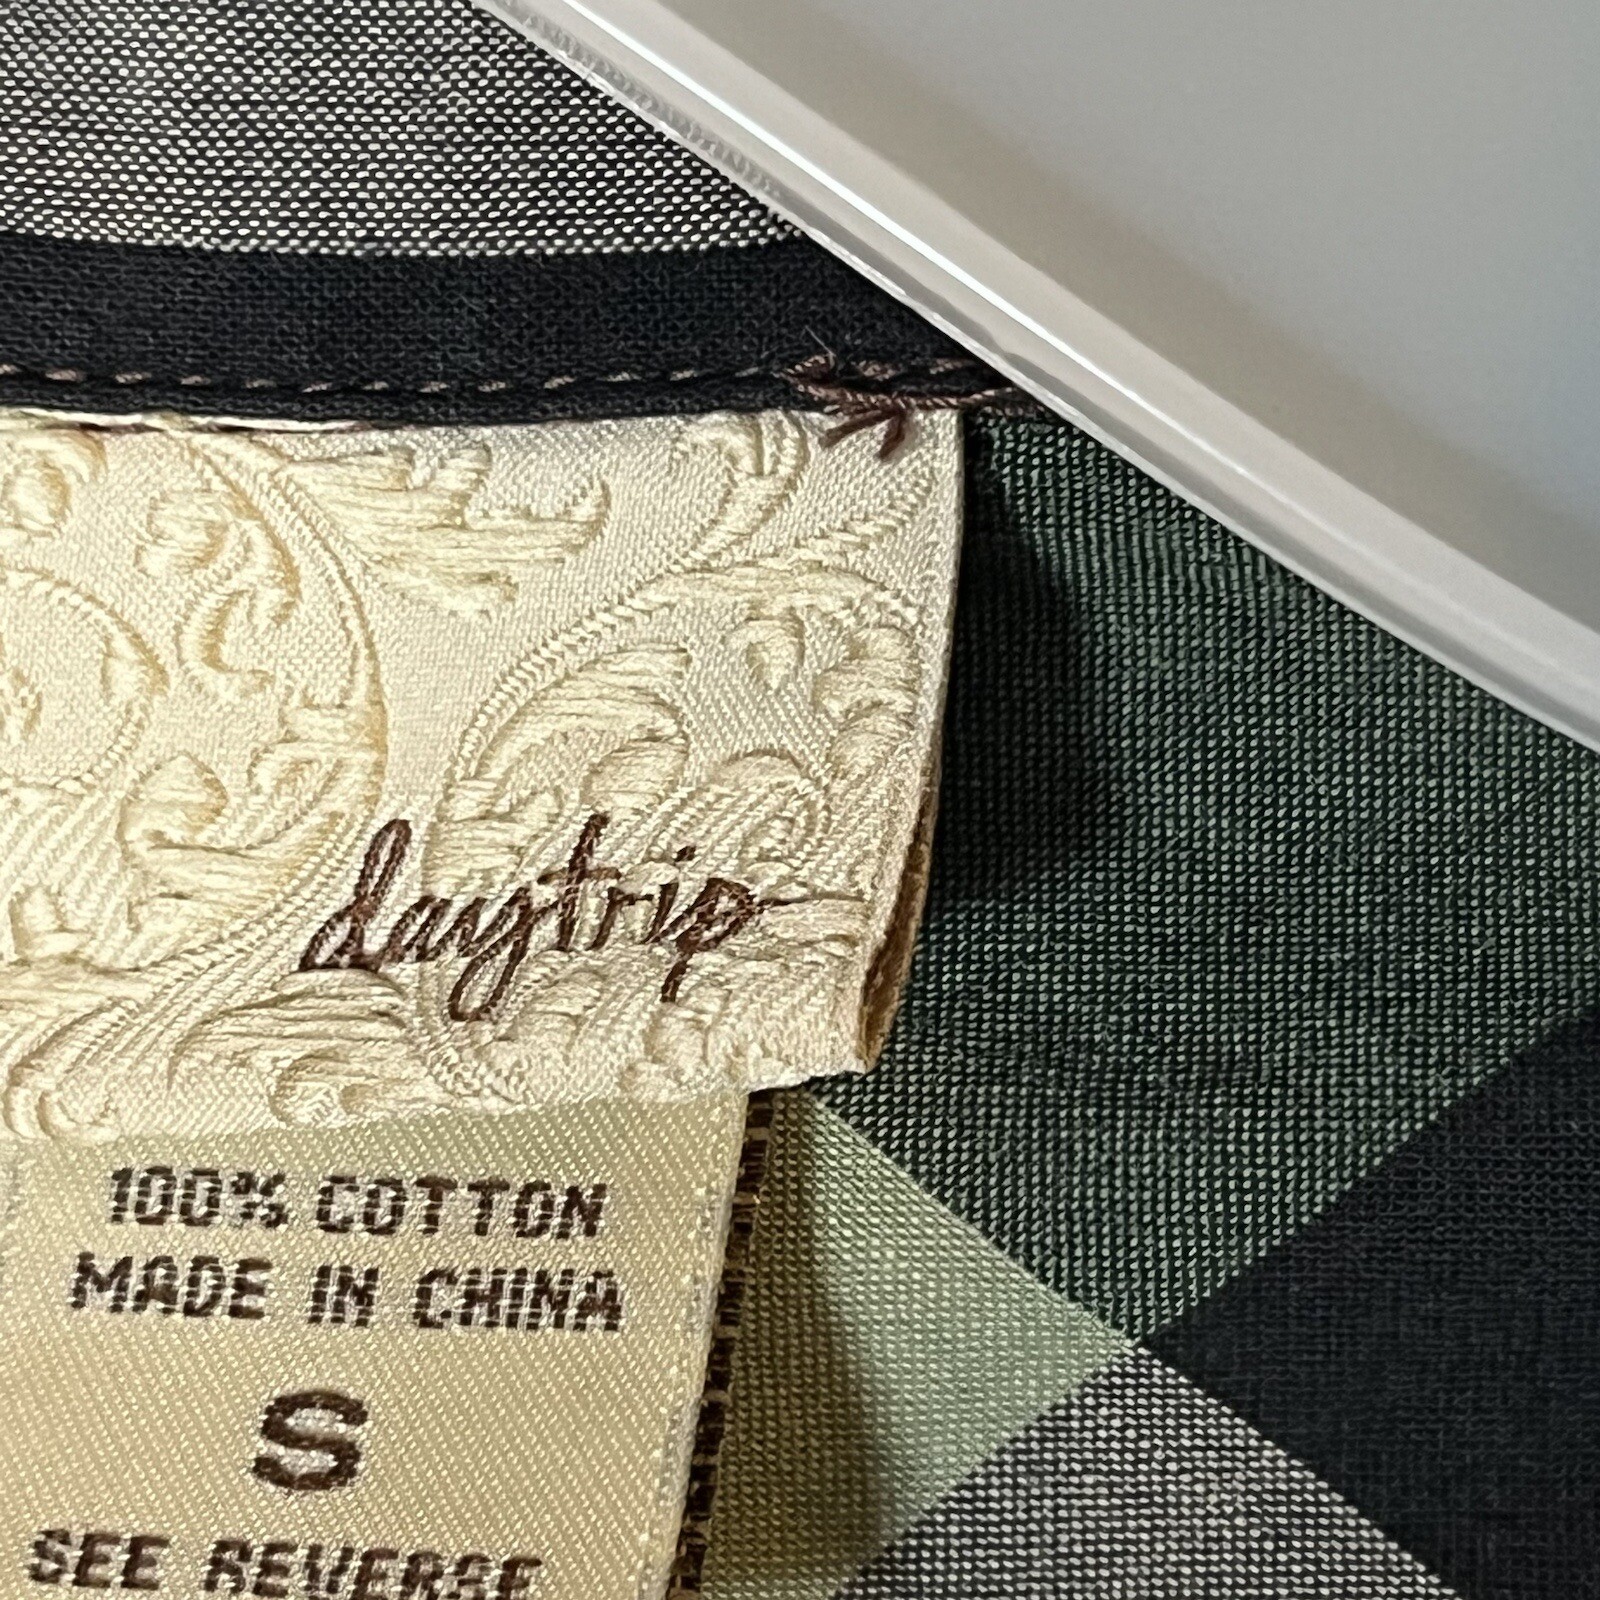 daytrip
100% COTTON
MADE IN CHINA
S
SEE REVERSE